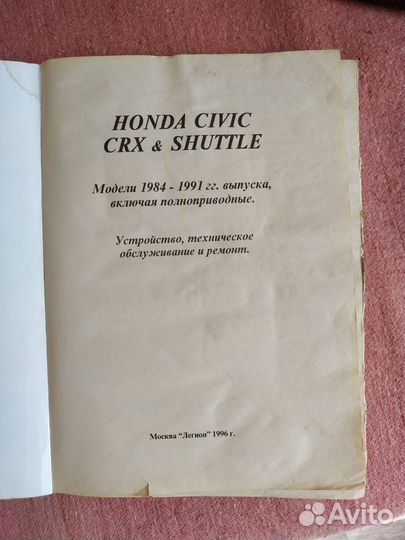 HONDA CIVIC
CRX & SHUTTLE
Модели 1984 - 1991 гг. выпуска,
включая полноприводные.
Устройство, техническое
обслуживание и ремонт.
Москва "Легион" 1996 г.
Avito